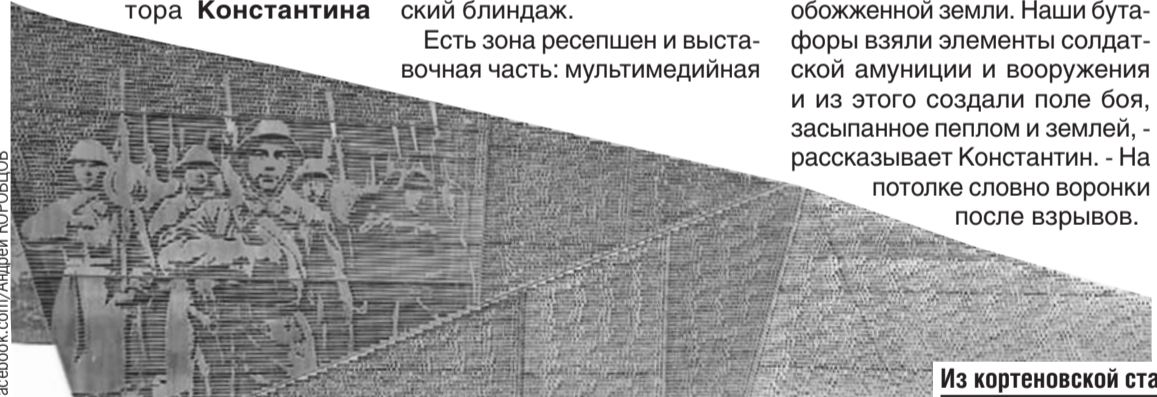 тора Константина
ский блиндаж.
Есть зона ресепшен и выста-
вочная часть: мультимедийная
обожженной земли. Наши бута-
форы взяли элементы солдат-
ской амуниции и вооружения
и из этого создали поле боя,
засыпанное пеплом и землей, -
рассказывает Константин. - На
потолке словно воронки
после взрывов.
acebook.com/Андрей КОРОБЦОВ
Из кортеновской ста